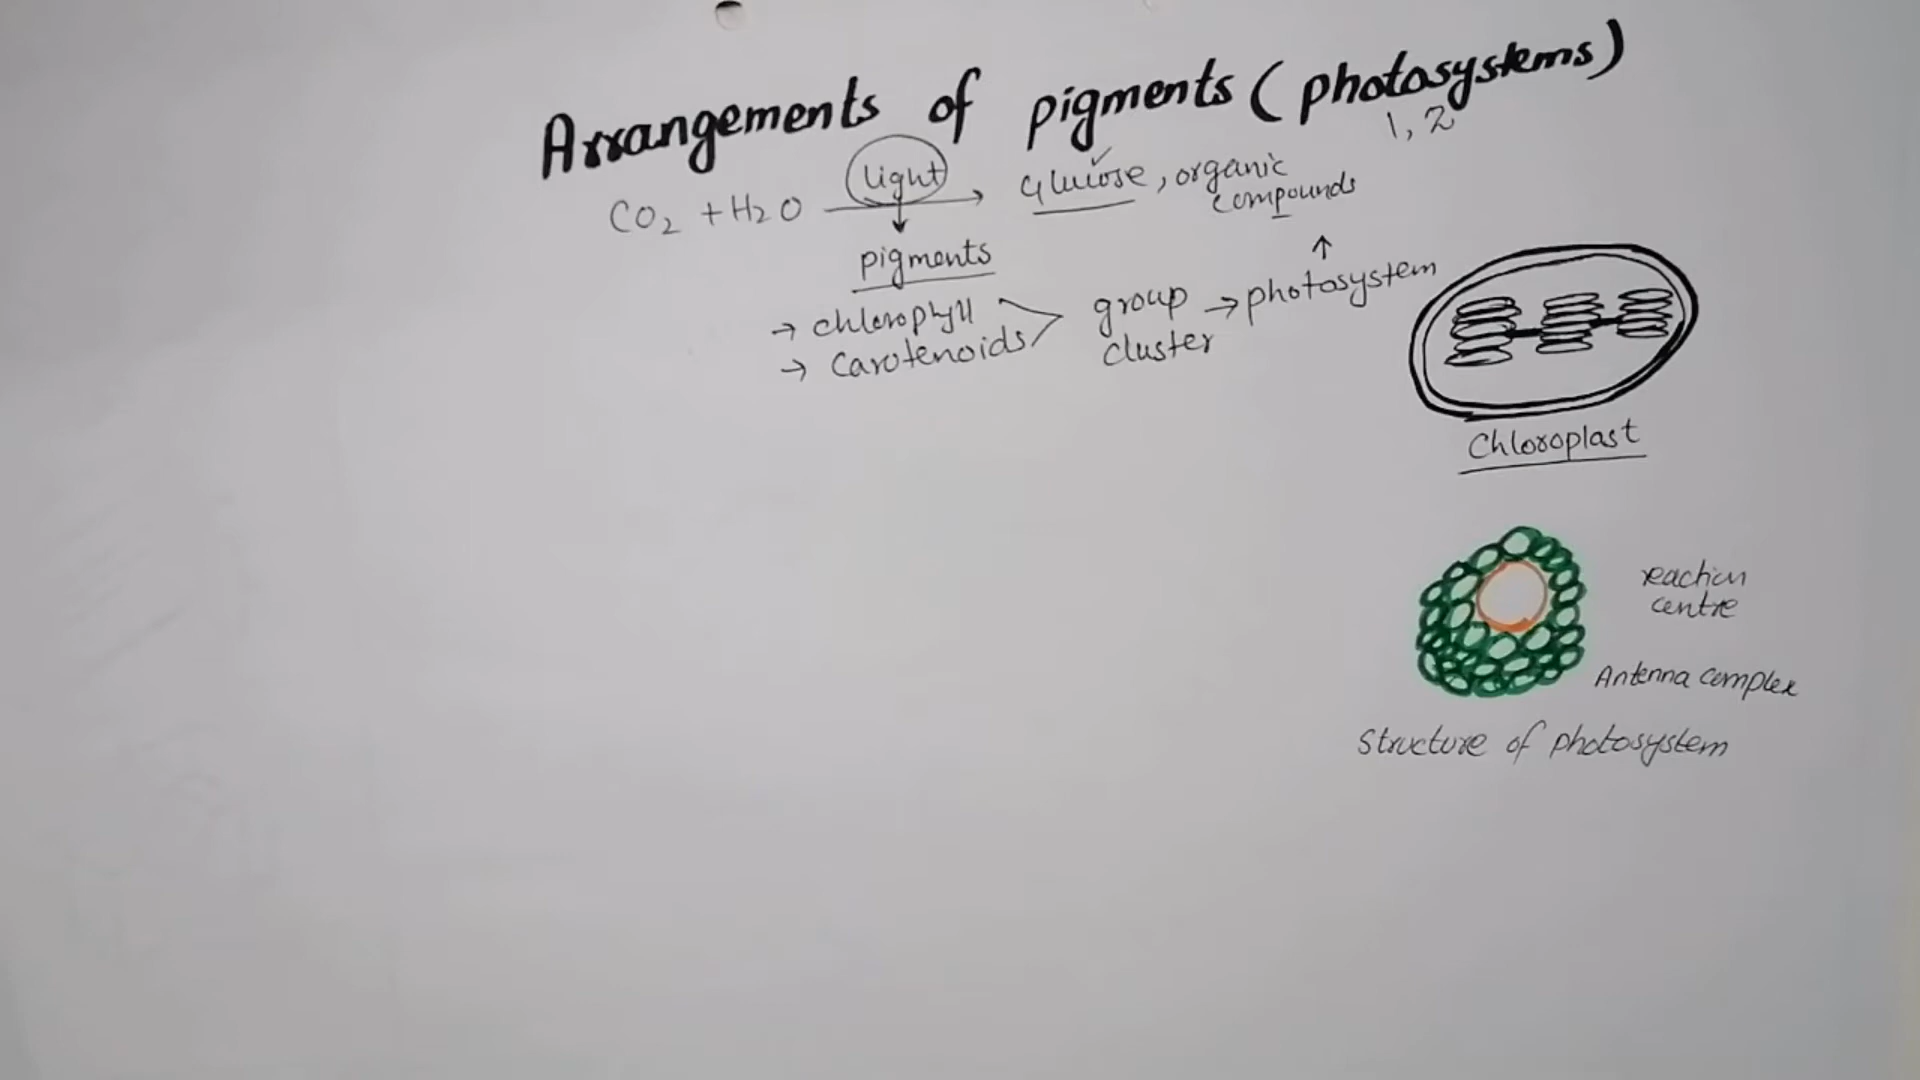 Arrangements of pigments (photosystems)
1, 2
CO2 + H2O light → Glucose, organic
compounds
pigments
→ chlorophyll
→ carotenoids
group → photosystem
cluster
Chloroplast
reaction
centre
Antenna complex
Structure of photosystem